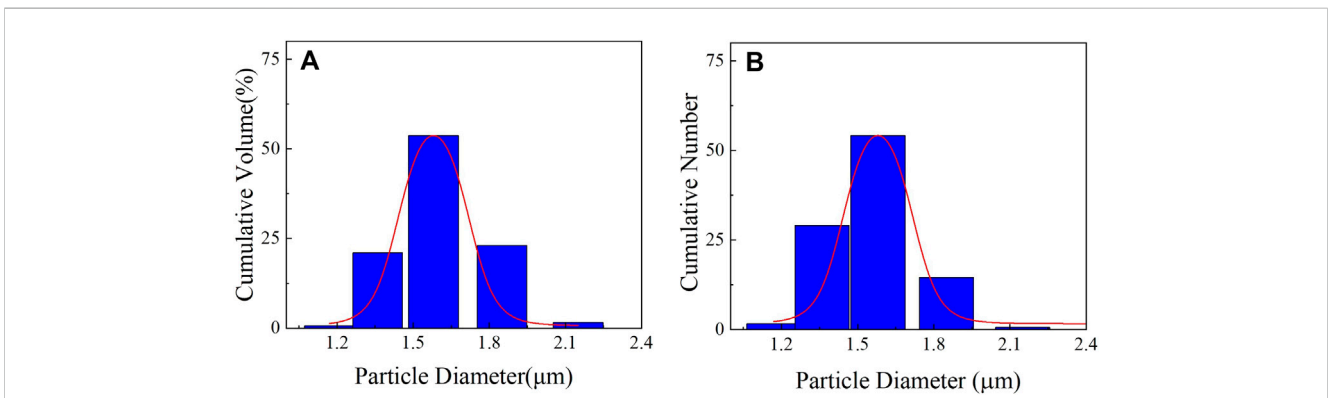 A
Cumulative Volume(%)
75
50
25
0
1.2 1.5 1.8 2.1 2.4
Particle Diameter(μm)
B
Cumulative Number
75
50
25
0
1.2 1.5 1.8 2.1 2.4
Particle Diameter (μm)